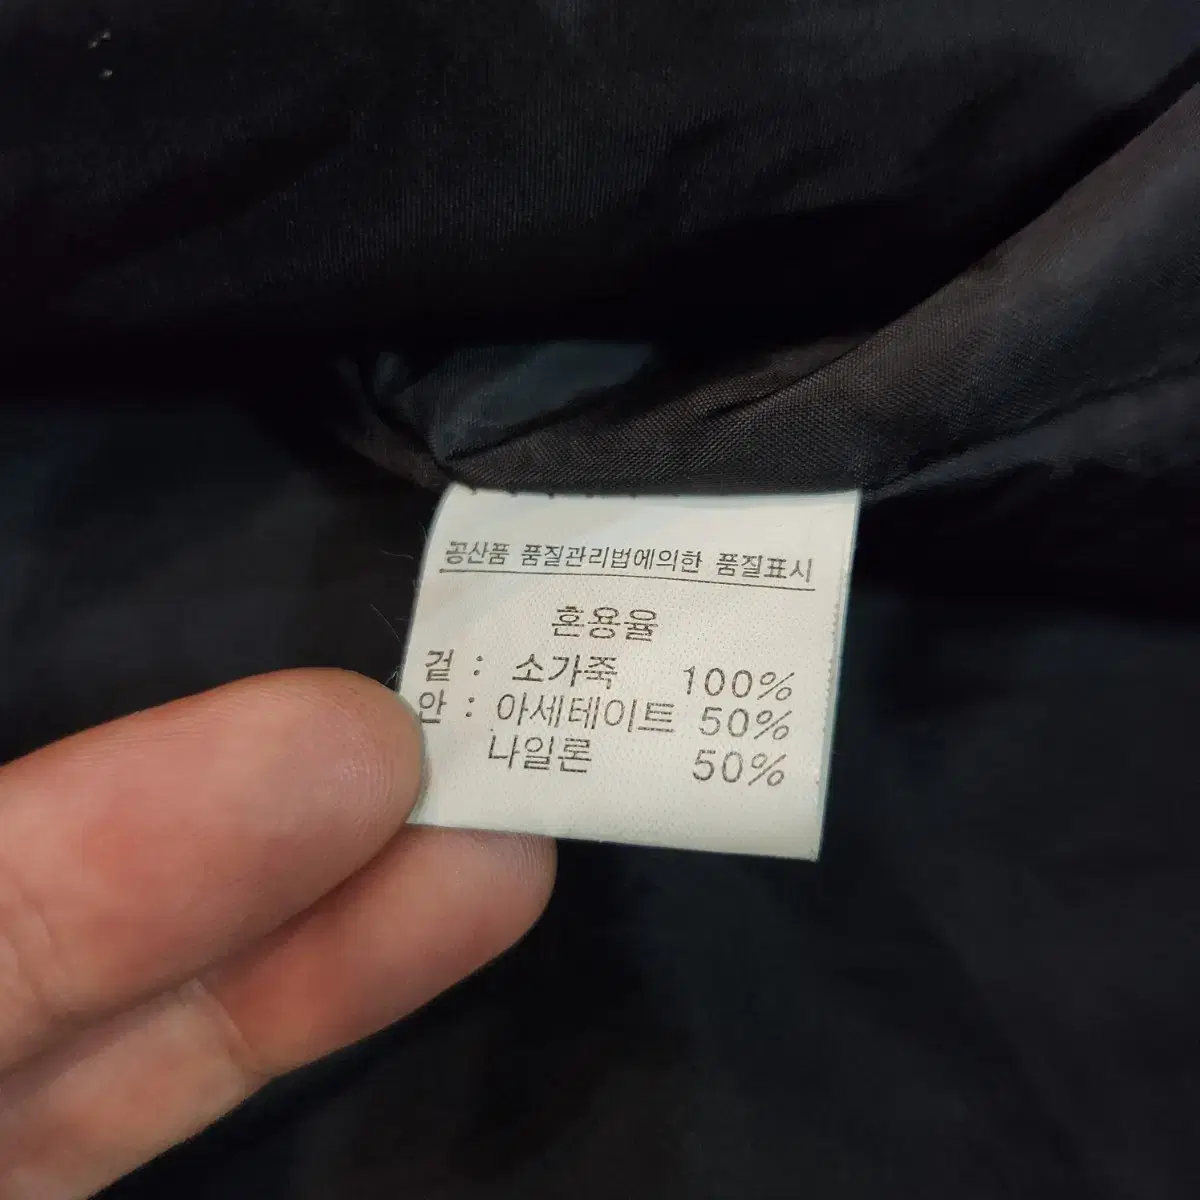 공산품 품질관리법에의한 품질표시
혼용율
겉 : 소가죽 100%
안 : 아세테이트 50%
나일론 50%